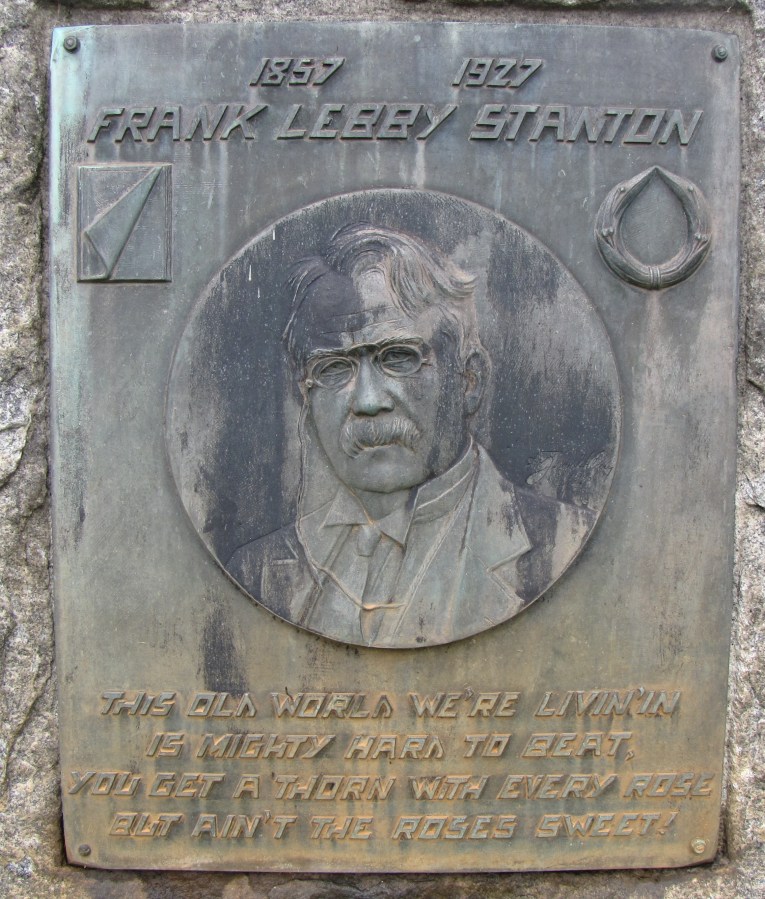 1857 1927
FRANK LEBBY STANTON
THIS OLD WORLD WE'RE LIVIN' IN
IS MIGHTY HARD TO BEAT,
YOU GET A THORN WITH EVERY ROSE
BUT AIN'T THE ROSES SWEET!